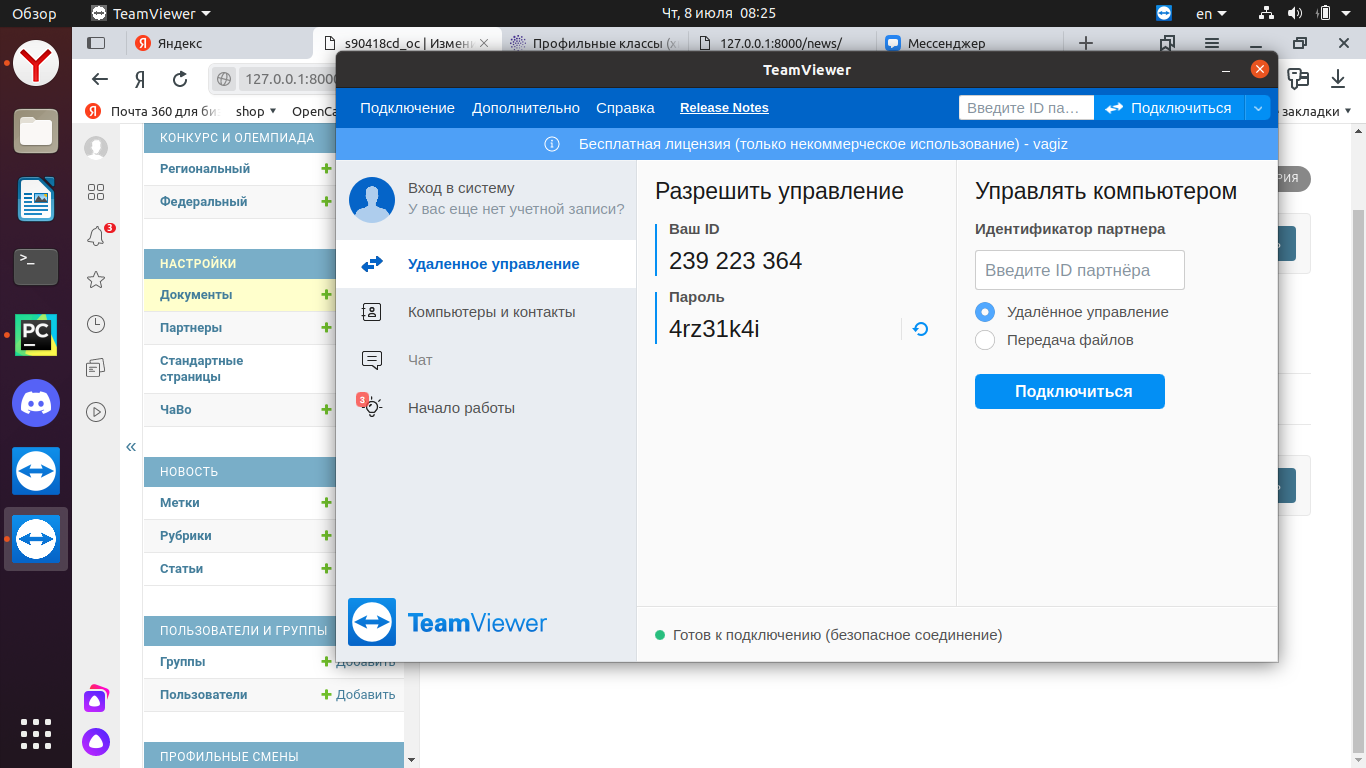 Обзор
TeamViewer
Чт, 8 июля 08:25
en
Яндекс
s90418cd_oc | Измен
Профильные классы (х
127.0.0.1:8000/news/
Мессенджер
127.0.0.1:8000
Почта 360 для би
shop
OpenCa
закладки
КОНКУРС И ОЛЕМПИАДА
Региональный
Федеральный
НАСТРОЙКИ
Документы
Партнеры
Стандартные
страницы
ЧаВо
НОВОСТЬ
Метки
Рубрики
Статьи
ПОЛЬЗОВАТЕЛИ И ГРУППЫ
Группы
Добавить
Пользователи
Добавить
ПРОФИЛЬНЫЕ СМЕНЫ
3
РИЯ
TeamViewer
Подключение
Дополнительно
Справка
Release Notes
Введите ID па…
Подключиться
Бесплатная лицензия (только некоммерческое использование) - vagiz
Вход в систему
У вас еще нет учетной записи?
Удаленное управление
Компьютеры и контакты
Чат
3
Начало работы
TeamViewer
Разрешить управление
Ваш ID
239 223 364
Пароль
4rz31k4i
Управлять компьютером
Идентификатор партнера
Введите ID партнёра
Удалённое управление
Передача файлов
Подключиться
Готов к подключению (безопасное соединение)
>_
PC